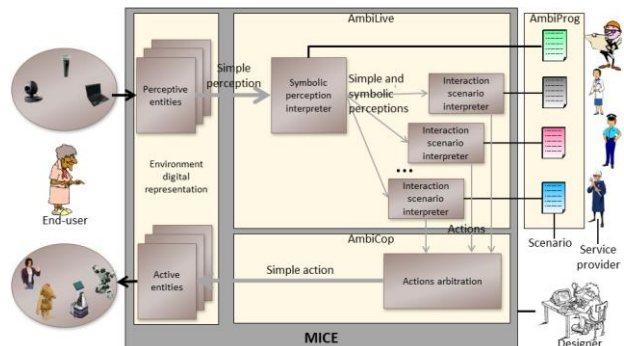 AmbiLive
AmbiProg
Perceptive
entities
Simple
perception
Symbolic
perception
interpreter
Simple and
symbolic
perceptions
Interaction
scenario
interpreter
Interaction
scenario
interpreter
...
Interaction
scenario
interpreter
Environment
digital
representation
End-user
AmbiCop
Actions
Scenario
Service
provider
Active
entities
Simple action
Actions arbitration
MICE
Designer